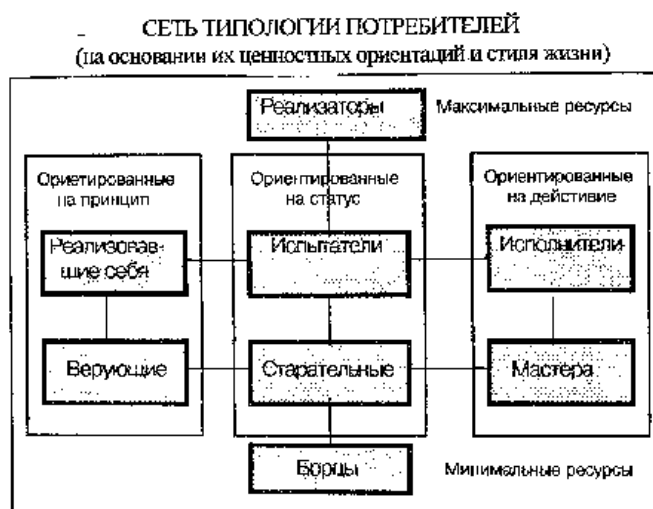 СЕТЬ ТИПОЛОГИИ ПОТРЕБИТЕЛЕЙ
(на основании их ценностных ориентаций и стиля жизни)
Реализаторы
Максимальные ресурсы
Ориетированные
на принцип
Ориентированные
на статус
Ориентированные
на действие
Реализовав-
шие себя
Испытатели
Исполнители
Верующие
Старательные
Мастера
Борцы
Минимальные ресурсы